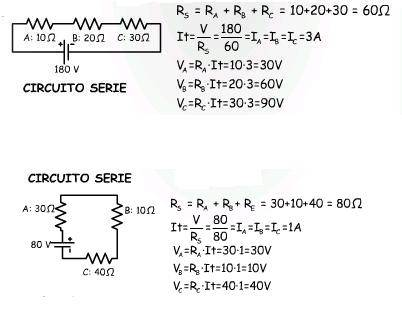 A: 10Ω B: 20Ω C: 30Ω
+ -
180 V
CIRCUITO SERIE
R_S = R_A + R_B + R_C = 10+20+30 = 60Ω
It= V/R_S = 180/60 =I_A=I_B=I_C=3A
V_A=R_A·It=10·3=30V
V_B=R_B·It=20·3=60V
V_C=R_C·It=30·3=90V
CIRCUITO SERIE
A: 30Ω
B: 10Ω
80 V
+
-
C: 40Ω
R_S = R_A + R_B + R_E = 30+10+40 = 80Ω
It= V/R_S = 80/80 =I_A=I_B=I_C=1A
V_A=R_A·It=30·1=30V
V_B=R_B·It=10·1=10V
V_C=R_C·It=40·1=40V